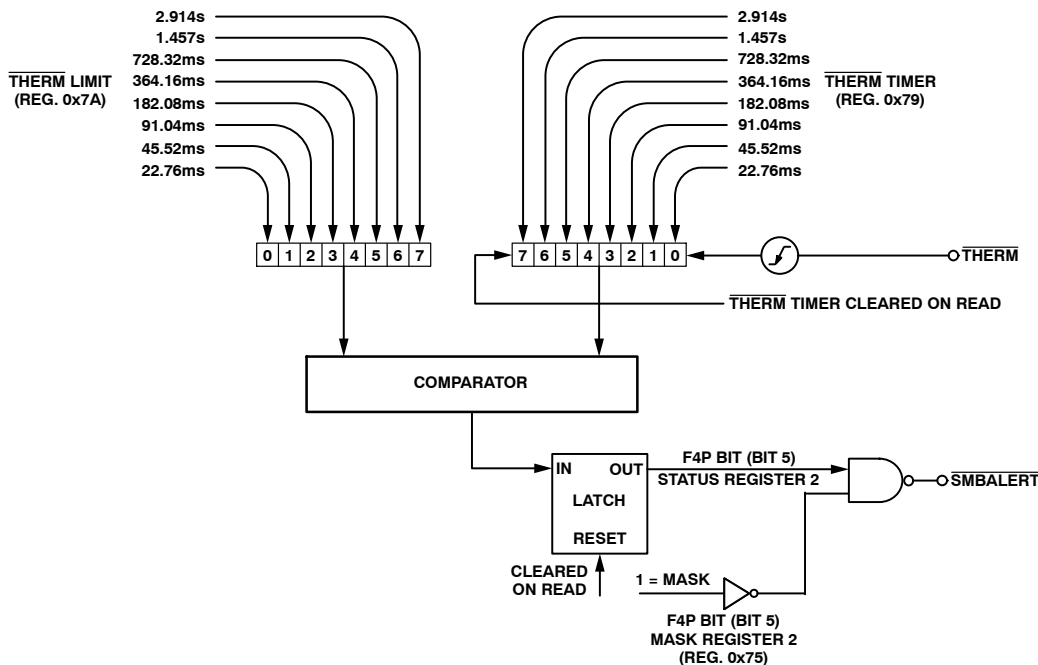 2.914s
1.457s
728.32ms
364.16ms
182.08ms
91.04ms
45.52ms
22.76ms
THERM LIMIT
(REG. 0x7A)
2.914s
1.457s
728.32ms
364.16ms
182.08ms
91.04ms
45.52ms
22.76ms
THERM TIMER
(REG. 0x79)
0 1 2 3 4 5 6 7
7 6 5 4 3 2 1 0
THERM
THERM TIMER CLEARED ON READ
COMPARATOR
IN OUT
LATCH
RESET
F4P BIT (BIT 5)
STATUS REGISTER 2
SMBALERT
CLEARED
ON READ
1 = MASK
F4P BIT (BIT 5)
MASK REGISTER 2
(REG. 0x75)